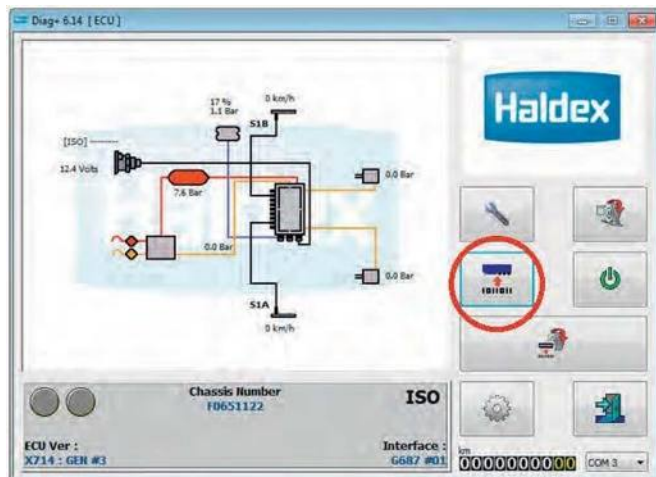 Diag+ 6.14 [ECU]
17 %
1.1 Bar
0 km/h
S1B
[ISO]
12.4 Volts
7.6 Bar
0.0 Bar
0.0 Bar
0.0 Bar
S1A
0 km/h
Haldex
Haldex
Chassis Number
F0651122
ISO
ECU Ver :
X714 : GEN #3
Interface :
G687 #01
km
00000000000
COM 3